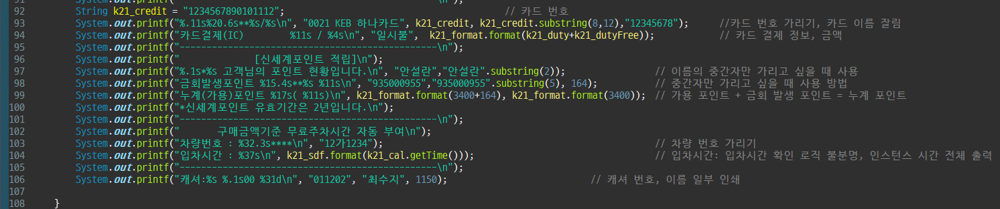 91 System.out.printf(" \n");
92 String k21_credit = "1234567890101112"; // 카드 번호
93 System.out.printf("%.11s%20.6s**%s/%s\n", "0021 KEB 하나카드", k21_credit, k21_credit.substring(8,12),"12345678"); //카드 번호 가리기, 카드 이름 잘림
94 System.out.printf("카드결제(IC) %11s / %4s\n", "일시불", k21_format.format(k21_duty+k21_dutyFree)); // 카드 결제 정보, 금액
95 System.out.printf("------------------------------------------------\n");
96 System.out.printf(" [신세계포인트 적립]\n");
97 System.out.printf("%.1s*%s 고객님의 포인트 현황입니다.\n", "안설란","안설란".substring(2)); // 이름의 중간자만 가리고 싶을 때 사용
98 System.out.printf("금회발생포인트 %15.4s**%s %11s\n", "935000955","935000955".substring(5), 164); // 중간자만 가리고 싶을 때 사용 방법
99 System.out.printf("누계(가용)포인트 %17s( %11s)\n", k21_format.format(3400+164), k21_format.format(3400)); // 가용 포인트 + 금회 발생 포인트 = 누계 포인트
100 System.out.printf("*신세계포인트 유효기간은 2년입니다.\n");
101 System.out.printf("------------------------------------------------\n");
102 System.out.printf(" 구매금액기준 무료주차시간 자동 부여\n");
103 System.out.printf("차량번호 : %32.3s****\n", "12가1234"); // 차량 번호 가리기
104 System.out.printf("입차시간 : %37s\n", k21_sdf.format(k21_cal.getTime())); // 입차시간: 입차시간 확인 로직 불분명, 인스턴스 시간 전체 출력
105 System.out.printf("------------------------------------------------\n");
106 System.out.printf("캐셔:%s %.1s00 %31d\n", "011202", "최수지", 1150); // 캐셔 번호, 이름 일부 인쇄
107
108 }